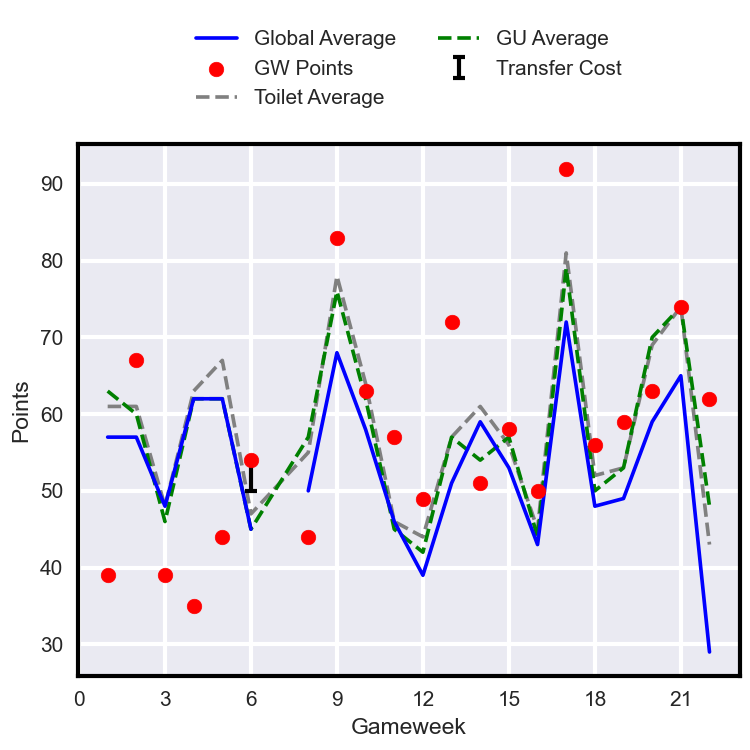 Global Average
GU Average
GW Points
Transfer Cost
Toilet Average
90
80
70
60
50
40
30
Points
0 3 6 9 12 15 18 21
Gameweek